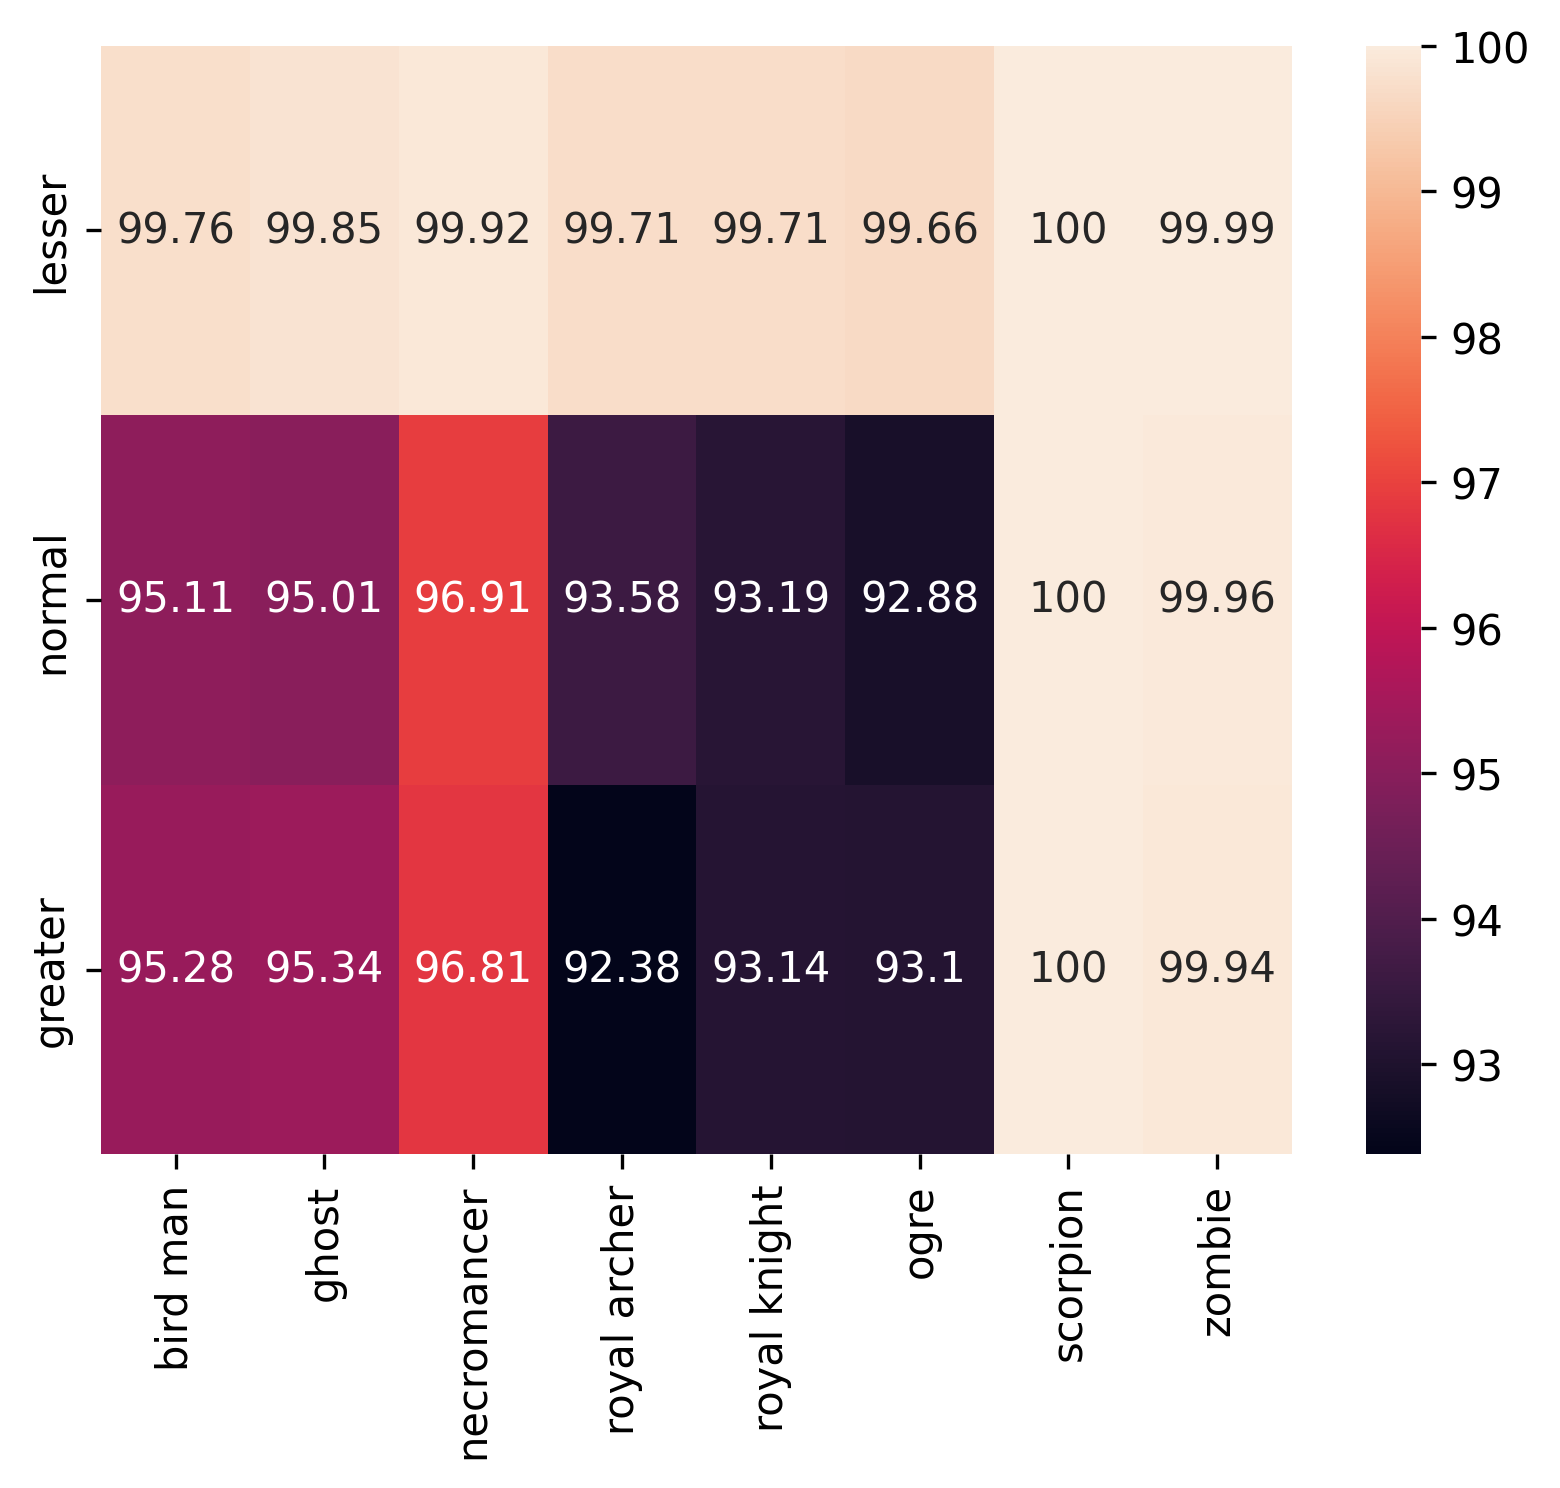 lesser 99.76 99.85 99.92 99.71 99.71 99.66 100 99.99
normal 95.11 95.01 96.91 93.58 93.19 92.88 100 99.96
greater 95.28 95.34 96.81 92.38 93.14 93.1 100 99.94
bird man
ghost
necromancer
royal archer
royal knight
ogre
scorpion
zombie
100
99
98
97
96
95
94
93